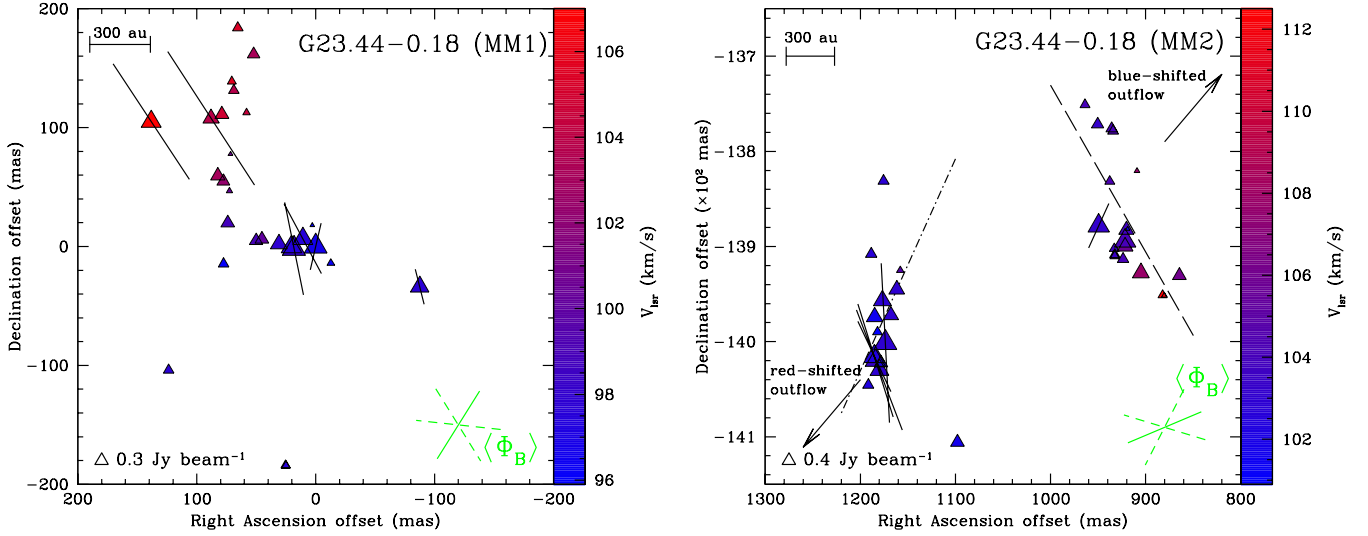 G23.44−0.18 (MM1)
300 au
200
100
0
−100
−200
Declination offset (mas)
200
100
0
−100
−200
Right Ascension offset (mas)
0.3 Jy beam⁻¹
⟨Φ_B⟩
106
104
102
100
98
96
V_lsr (km/s)
G23.44−0.18 (MM2)
300 au
blue-shifted
outflow
red-shifted
outflow
−137
−138
−139
−140
−141
Declination offset (×10² mas)
1300
1200
1100
1000
900
800
Right Ascension offset (mas)
0.4 Jy beam⁻¹
⟨Φ_B⟩
112
110
108
106
104
102
V_lsr (km/s)